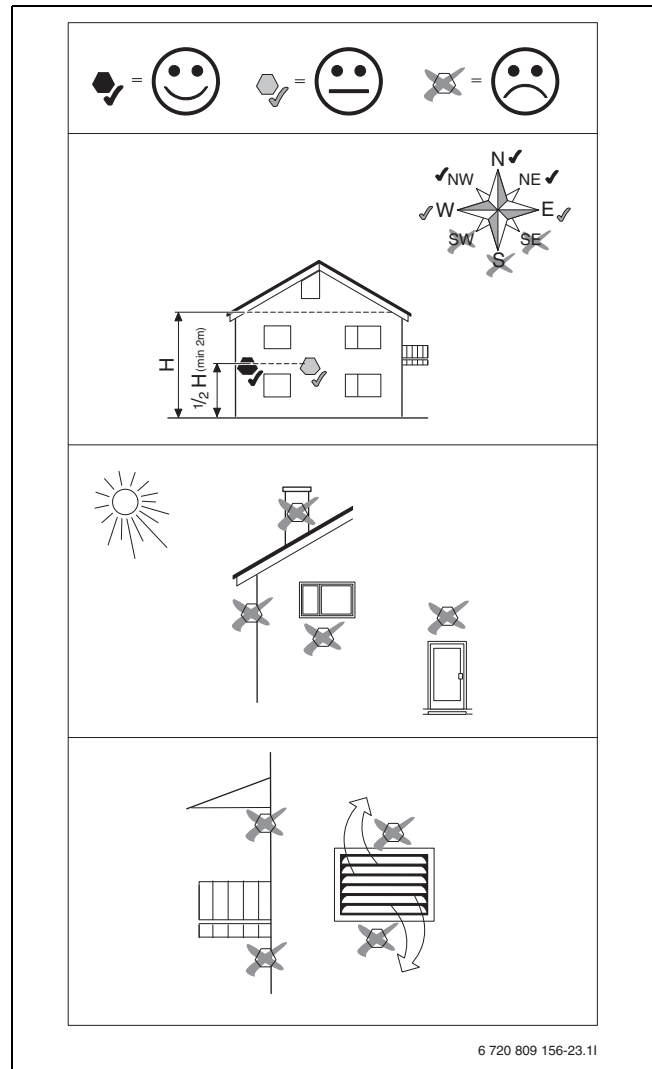 = = =
N
NW NE
W E
SW SE
S
H
1/2 H (min 2m)
6 720 809 156-23.1I